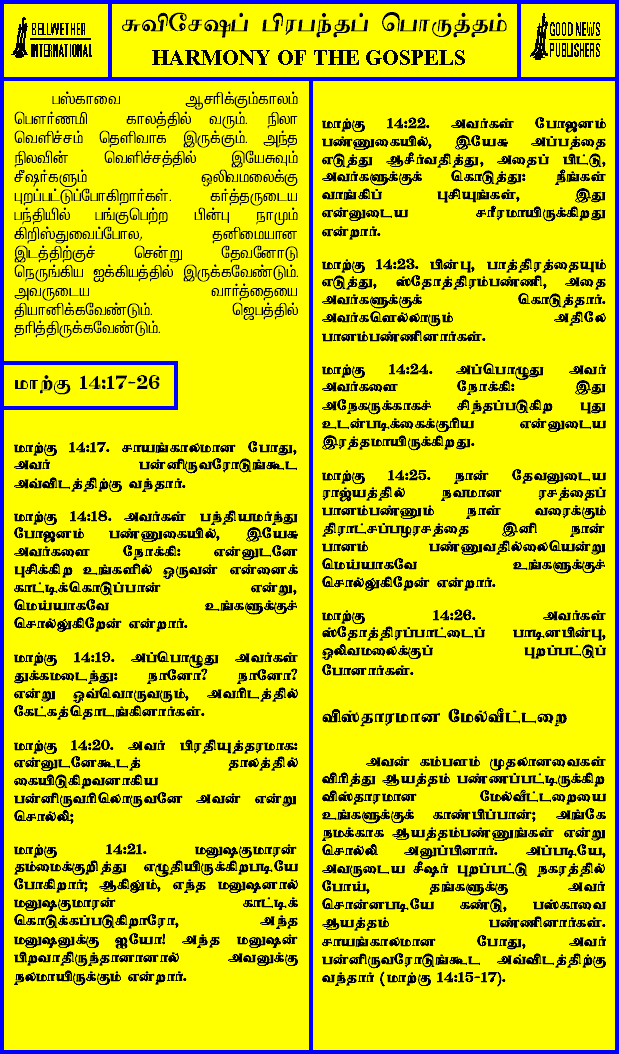 BELLWETHER
INTERNATIONAL
சுவிசேஷப் பிரபந்தப் பொருத்தம்
HARMONY OF THE GOSPELS
GOOD NEWS
PUBLISHERS
பஸ்காவை ஆசரிக்கும்காலம்
பௌர்ணமி காலத்தில் வரும். நிலா
வெளிச்சம் தெளிவாக இருக்கும். அந்த
நிலவின் வெளிச்சத்தில் இயேசுவும்
சீஷர்களும் ஒலிவமலைக்கு
புறப்பட்டுப்போகிறார்கள். கர்த்தருடைய
பந்தியில் பங்குபெற்ற பின்பு நாமும்
கிறிஸ்துவைப்போல, தனிமையான
இடத்திற்குச் சென்று தேவனோடு
நெருங்கிய ஐக்கியத்தில் இருக்கவேண்டும்.
அவருடைய வார்த்தையை
தியானிக்கவேண்டும். ஜெபத்தில்
தரித்திருக்கவேண்டும்.
மாற்கு 14:17-26
மாற்கு 14:17. சாயங்காலமான போது,
அவர் பன்னிருவரோடுங்கூட
அவ்விடத்திற்கு வந்தார்.
மாற்கு 14:18. அவர்கள் பந்தியமர்ந்து
போஜனம் பண்ணுகையில், இயேசு
அவர்களை நோக்கி: என்னுடனே
புசிக்கிற உங்களில் ஒருவன் என்னைக்
காட்டிக்கொடுப்பான் என்று,
மெய்யாகவே உங்களுக்குச்
சொல்லுகிறேன் என்றார்.
மாற்கு 14:19. அப்பொழுது அவர்கள்
துக்கமடைந்து: நானோ? நானோ?
என்று ஒவ்வொருவரும், அவரிடத்தில்
கேட்கத்தொடங்கினார்கள்.
மாற்கு 14:20. அவர் பிரதியுத்தரமாக:
என்னுடனேகூடத் தாலத்தில்
கையிடுகிறவனாகிய
பன்னிருவரிலொருவனே அவன் என்று
சொல்லி;
மாற்கு 14:21. மனுஷகுமாரன்
தம்மைக்குறித்து எழுதியிருக்கிறபடியே
போகிறார்; ஆகிலும், எந்த மனுஷனால்
மனுஷகுமாரன் காட்டிக்
கொடுக்கப்படுகிறாரோ, அந்த
மனுஷனுக்கு ஐயோ! அந்த மனுஷன்
பிறவாதிருந்தானானால் அவனுக்கு
நலமாயிருக்கும் என்றார்.
மாற்கு 14:22. அவர்கள் போஜனம்
பண்ணுகையில், இயேசு அப்பத்தை
எடுத்து ஆசீர்வதித்து, அதைப் பிட்டு,
அவர்களுக்குக் கொடுத்து: நீங்கள்
வாங்கிப் புசியுங்கள், இது
என்னுடைய சரீரமாயிருக்கிறது
என்றார்.
மாற்கு 14:23. பின்பு, பாத்திரத்தையும்
எடுத்து, ஸ்தோத்திரம்பண்ணி, அதை
அவர்களுக்குக் கொடுத்தார்.
அவர்களெல்லாரும் அதிலே
பானம்பண்ணினார்கள்.
மாற்கு 14:24. அப்பொழுது அவர்
அவர்களை நோக்கி: இது
அநேகருக்காகச் சிந்தப்படுகிற புது
உடன்படிக்கைக்குரிய என்னுடைய
இரத்தமாயிருக்கிறது.
மாற்கு 14:25. நான் தேவனுடைய
ராஜ்யத்தில் நவமான ரசத்தைப்
பானம்பண்ணும் நாள் வரைக்கும்
திராட்சப்பழரசத்தை இனி நான்
பானம் பண்ணுவதில்லையென்று
மெய்யாகவே உங்களுக்குச்
சொல்லுகிறேன் என்றார்.
மாற்கு 14:26. அவர்கள்
ஸ்தோத்திரப்பாட்டைப் பாடினபின்பு,
ஒலிவமலைக்குப் புறப்பட்டுப்
போனார்கள்.
விஸ்தாரமான மேல்வீட்டறை
அவன் கம்பளம் முதலானவைகள்
விரித்து ஆயத்தம் பண்ணப்பட்டிருக்கிற
விஸ்தாரமான மேல்வீட்டறையை
உங்களுக்குக் காண்பிப்பான்; அங்கே
நமக்காக ஆயத்தம்பண்ணுங்கள் என்று
சொல்லி அனுப்பினார். அப்படியே,
அவருடைய சீஷர் புறப்பட்டு நகரத்தில்
போய், தங்களுக்கு அவர்
சொன்னபடியே கண்டு, பஸ்காவை
ஆயத்தம் பண்ணினார்கள்.
சாயங்காலமான போது, அவர்
பன்னிருவரோடுங்கூட அவ்விடத்திற்கு
வந்தார் (மாற்கு 14:15-17).